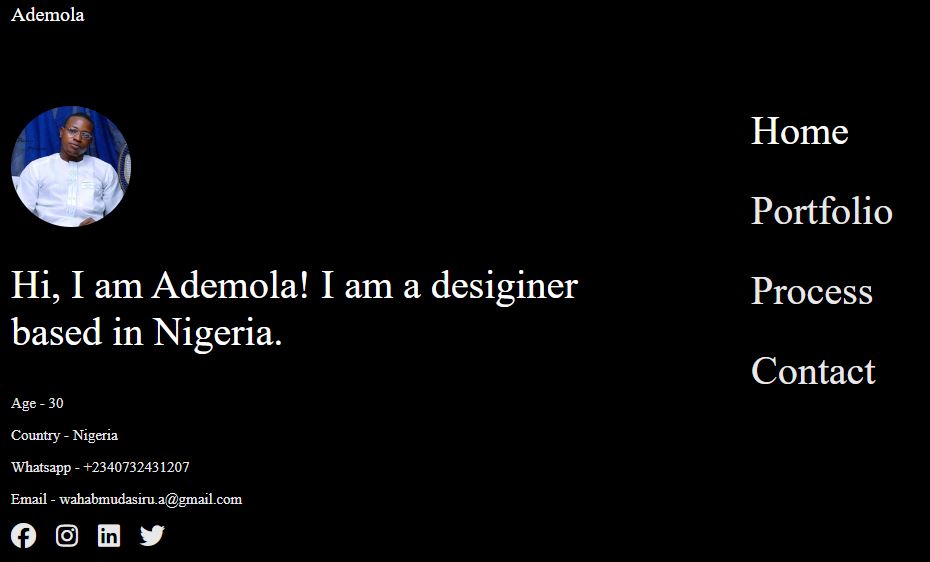 Ademola
Home
Portfolio
Process
Contact
Hi, I am Ademola! I am a desiginer
based in Nigeria.
Age - 30
Country - Nigeria
Whatsapp - +2340732431207
Email - wahabmudasiru.a@gmail.com